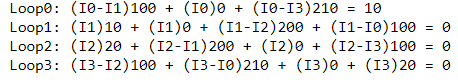 Loop0: (I0-I1)100 + (I0)0 + (I0-I3)210 = 10
Loop1: (I1)10 + (I1)0 + (I1-I2)200 + (I1-I0)100 = 0
Loop2: (I2)20 + (I2-I1)200 + (I2)0 + (I2-I3)100 = 0
Loop3: (I3-I2)100 + (I3-I0)210 + (I3)0 + (I3)20 = 0